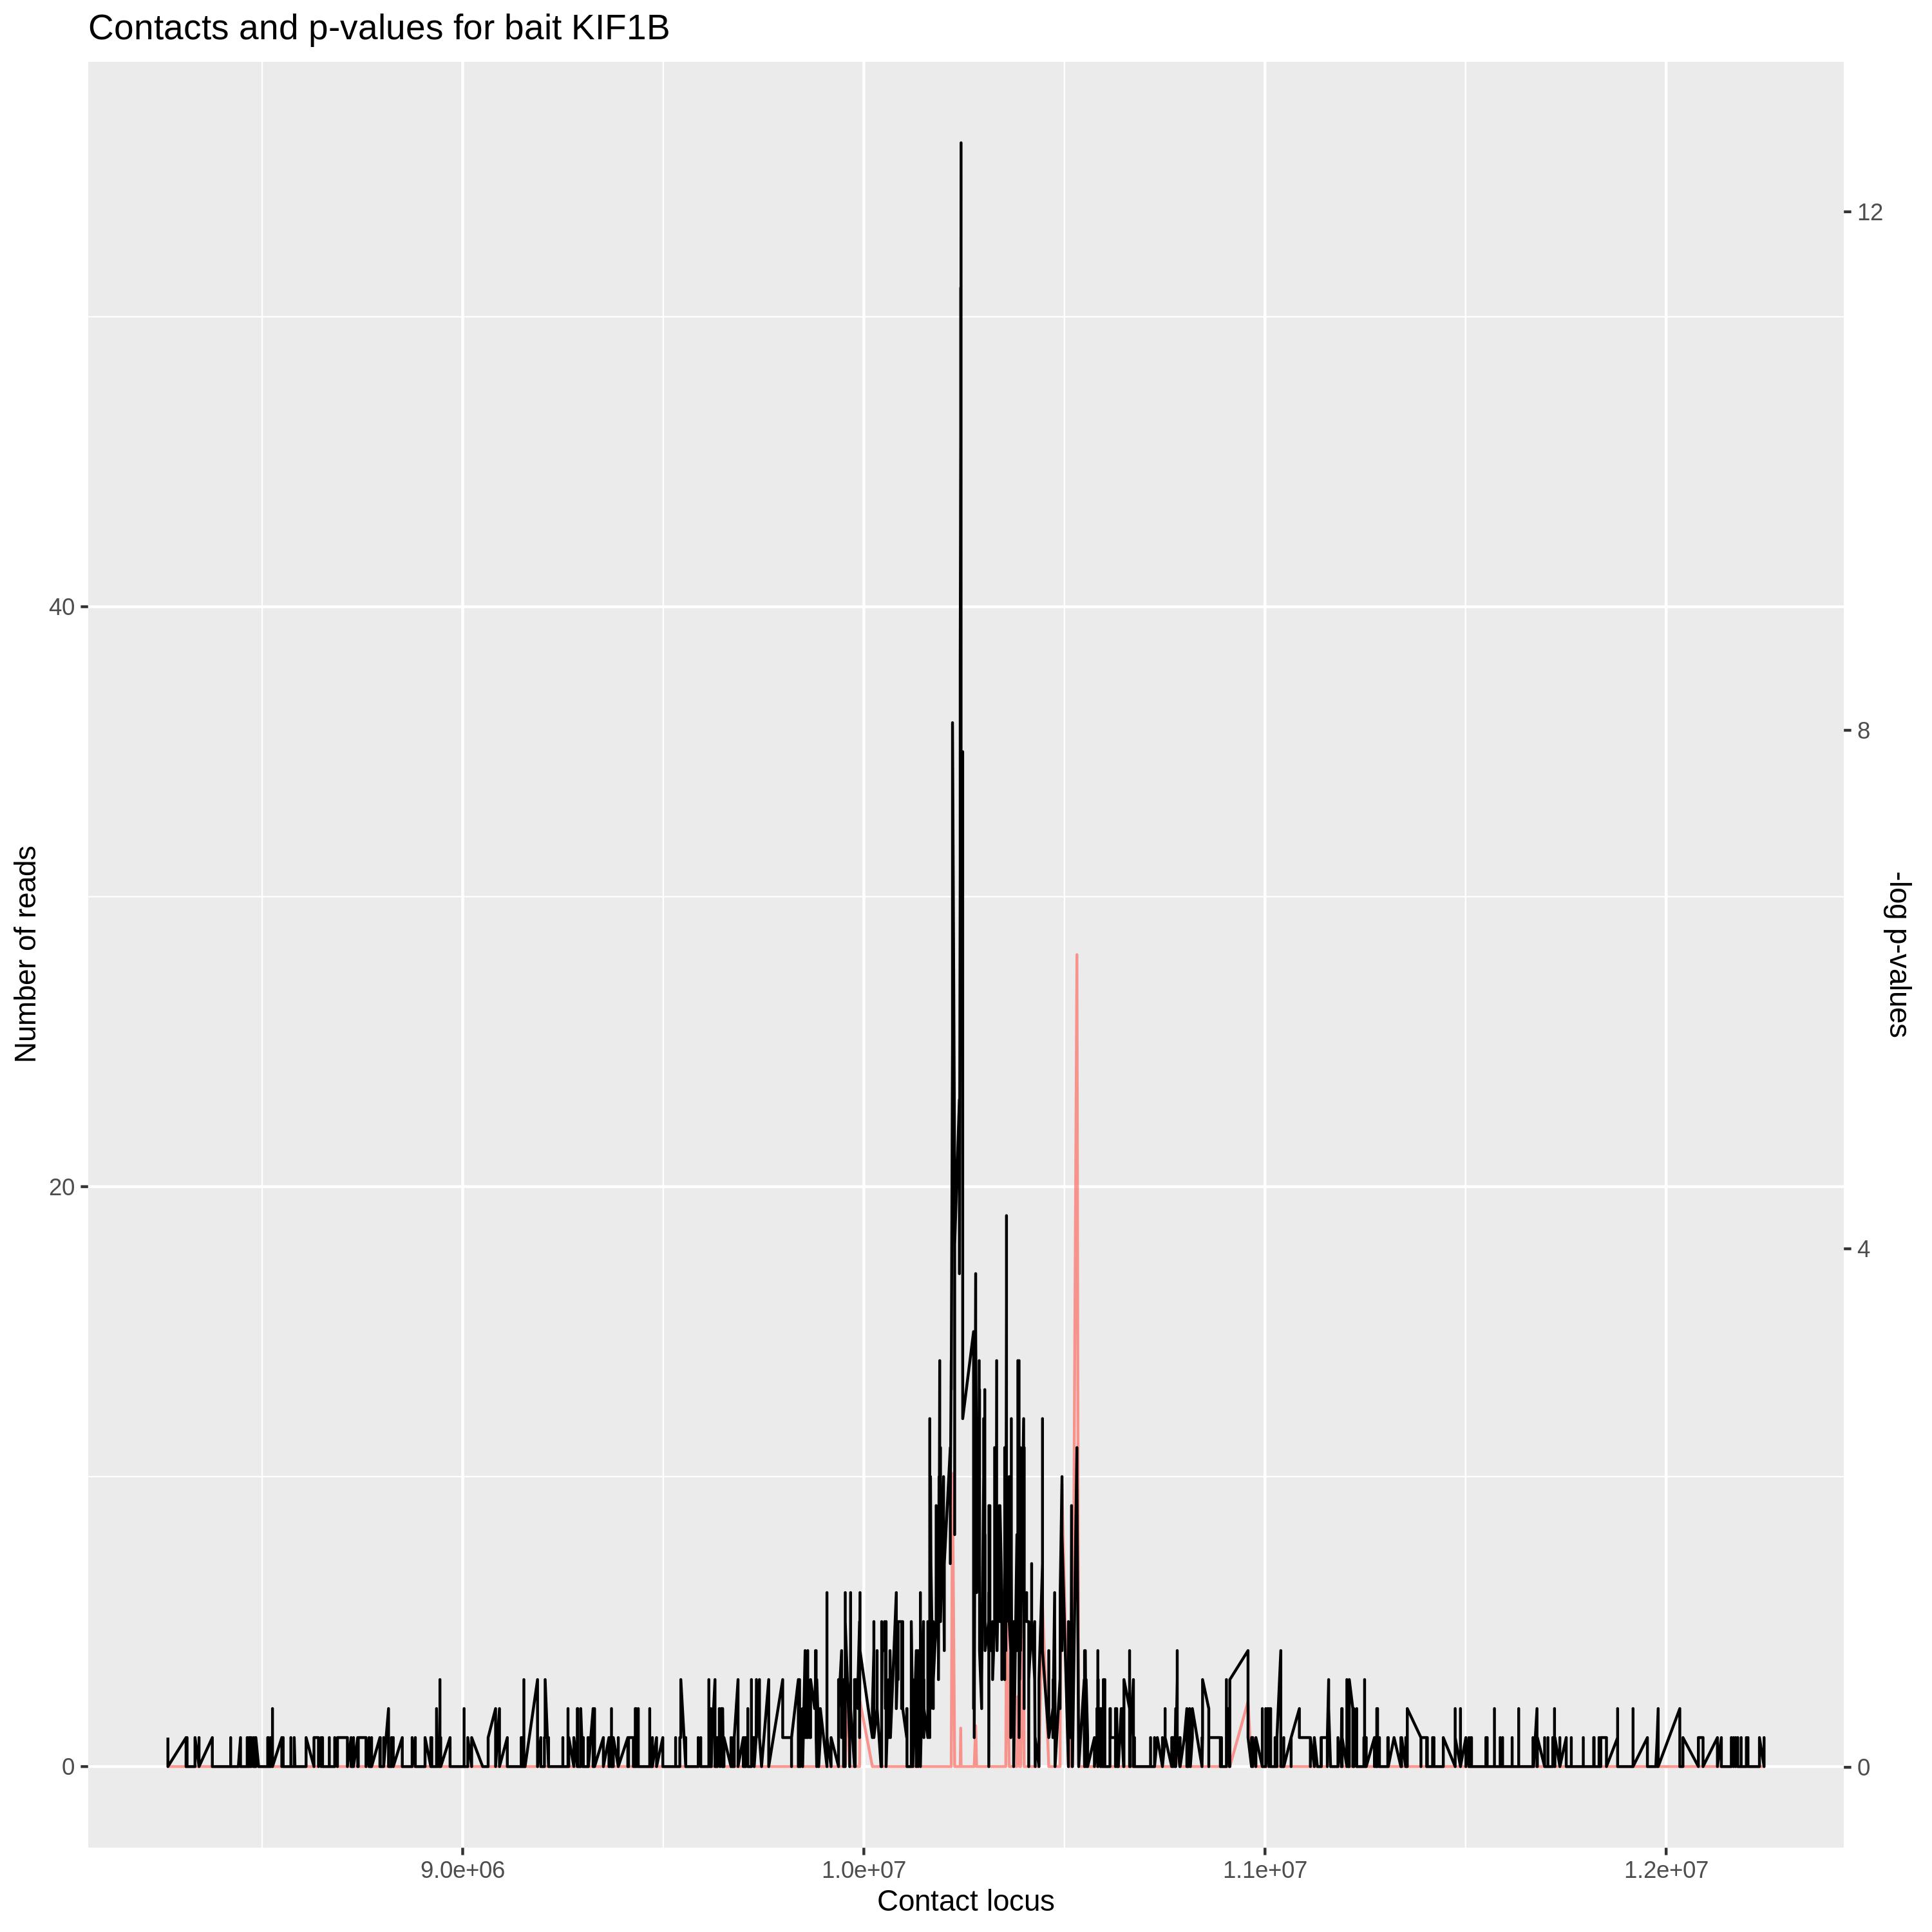 Contacts and p-values for bait KIF1B
Number of reads
40
20
0
12
8
4
0
-log p-values
9.0e+06
1.0e+07
1.1e+07
1.2e+07
Contact locus